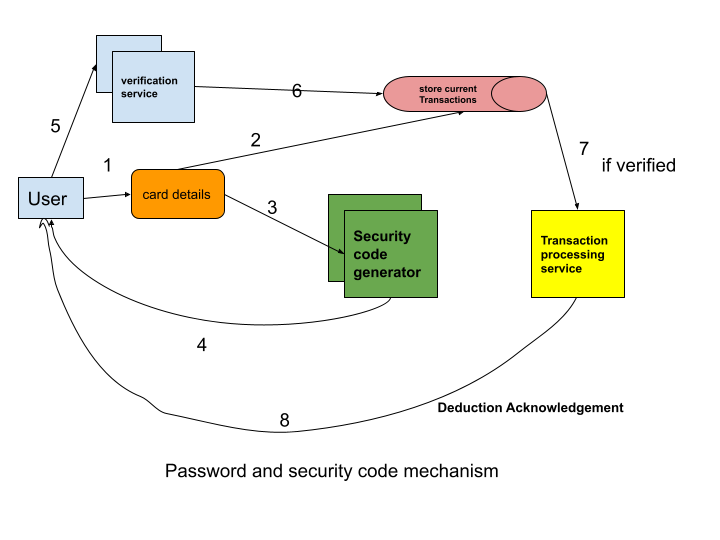 verification
service
6
store current
Transactions
5
2
7
if verified
1
User
card details
3
Security
code
generator
Transaction
processing
service
4
Deduction Acknowledgement
8
Password and security code mechanism